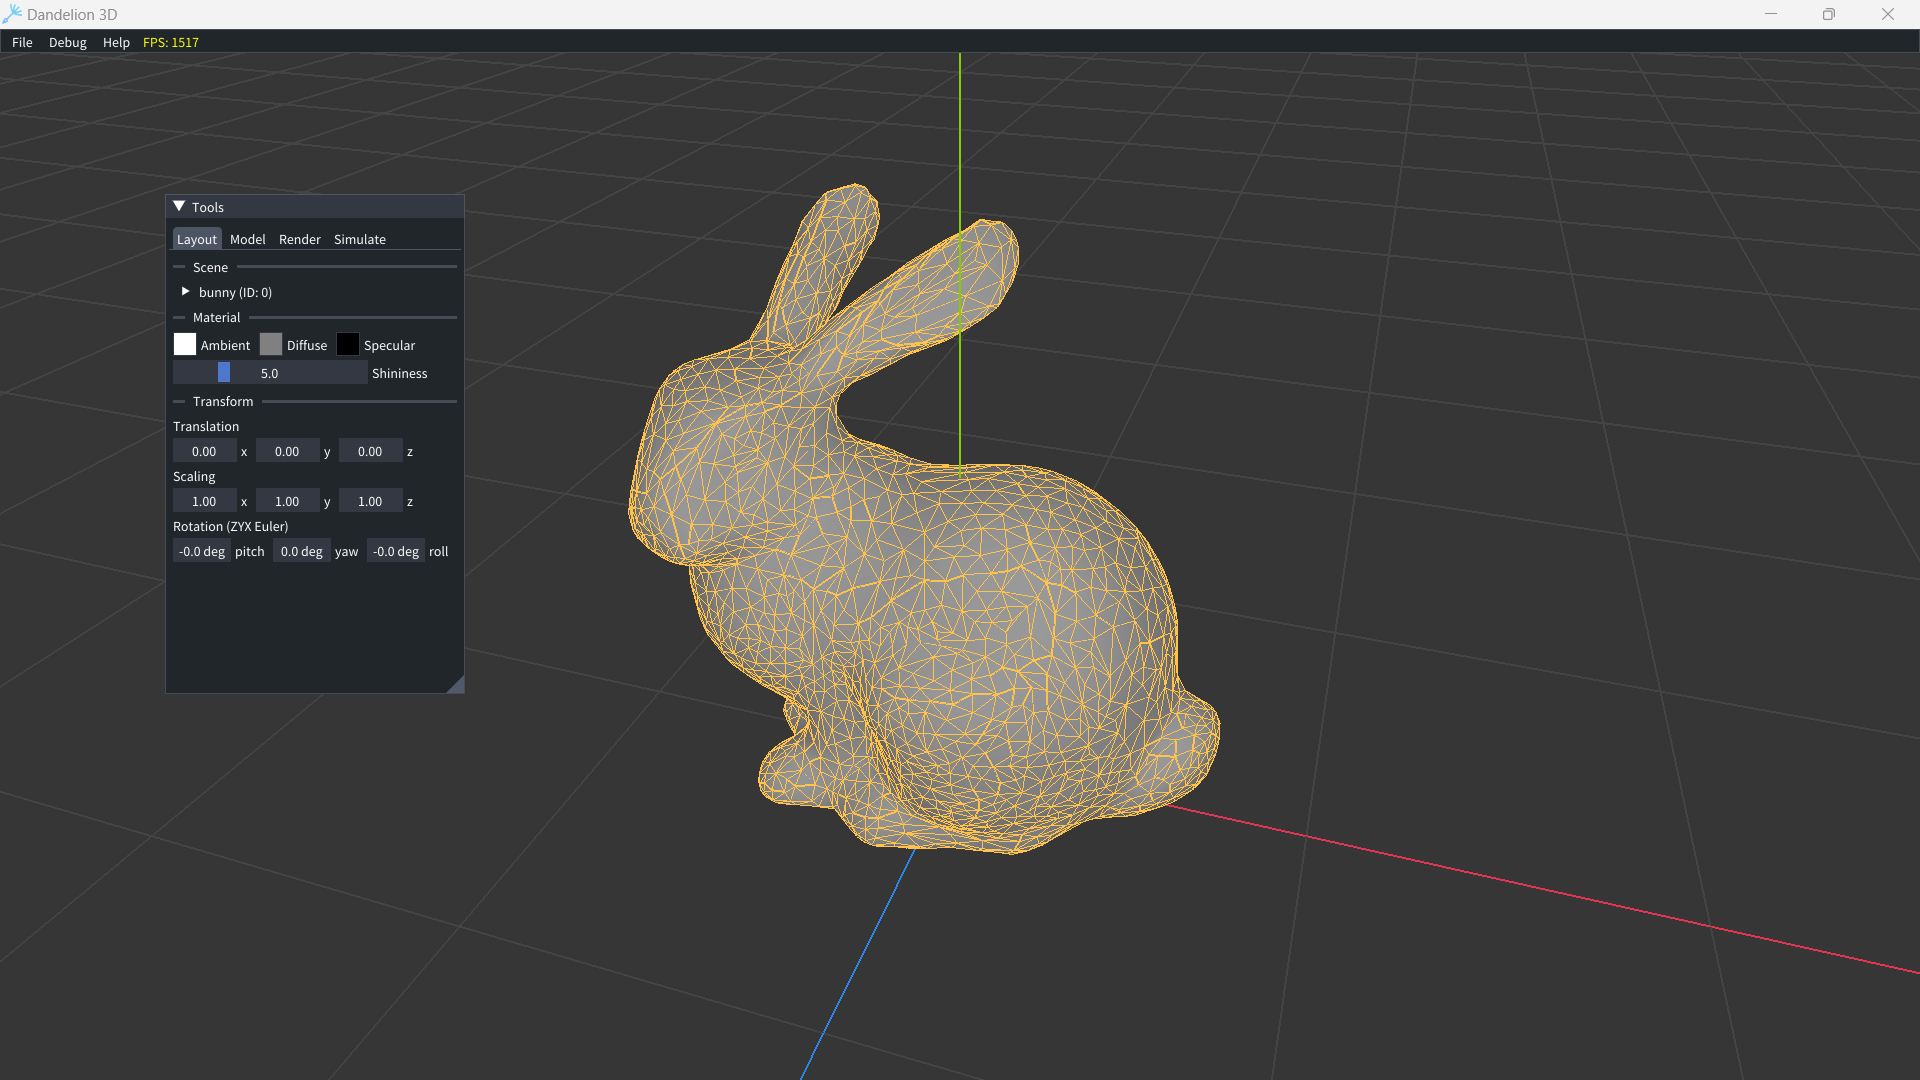 Dandelion 3D
File Debug Help FPS: 1517
Tools
Layout Model Render Simulate
Scene
bunny (ID: 0)
Material
Ambient Diffuse Specular
5.0 Shininess
Transform
Translation
0.00 x 0.00 y 0.00 z
Scaling
1.00 x 1.00 y 1.00 z
Rotation (ZYX Euler)
-0.0 deg pitch 0.0 deg yaw -0.0 deg roll